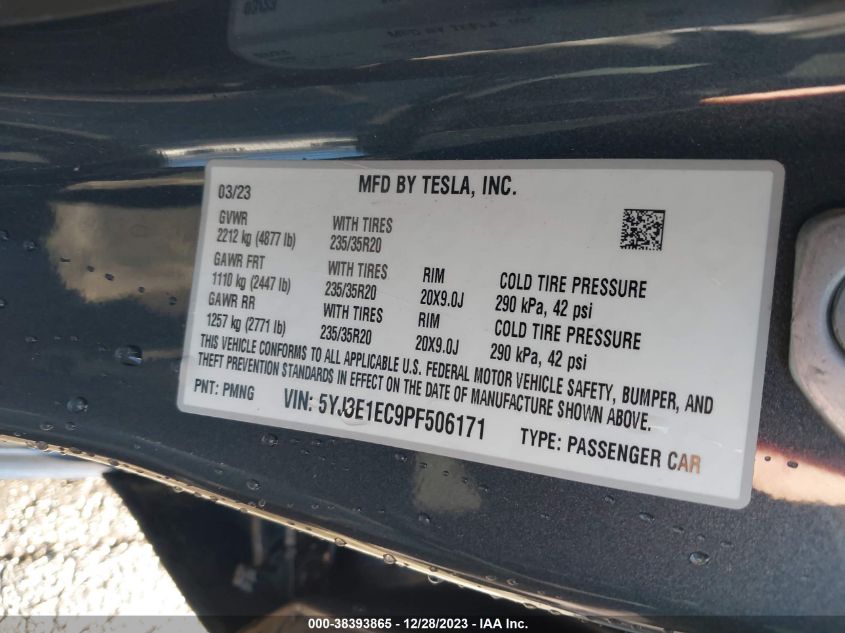 MFD BY TESLA, INC.
03/23
GVWR
2212 kg (4877 lb)
WITH TIRES
235/35R20
GAWR FRT
1110 kg (2447 lb)
WITH TIRES
235/35R20
RIM
20X9.0J
COLD TIRE PRESSURE
290 kPa, 42 psi
GAWR RR
1257 kg (2771 lb)
WITH TIRES
235/35R20
RIM
20X9.0J
COLD TIRE PRESSURE
290 kPa, 42 psi
THIS VEHICLE CONFORMS TO ALL APPLICABLE U.S. FEDERAL MOTOR VEHICLE SAFETY, BUMPER, AND
THEFT PREVENTION STANDARDS IN EFFECT ON THE DATE OF MANUFACTURE SHOWN ABOVE.
PNT: PMNG
VIN: 5YJ3E1EC9PF506171
TYPE: PASSENGER CAR
000-38393865 - 12/28/2023 - IAA Inc.